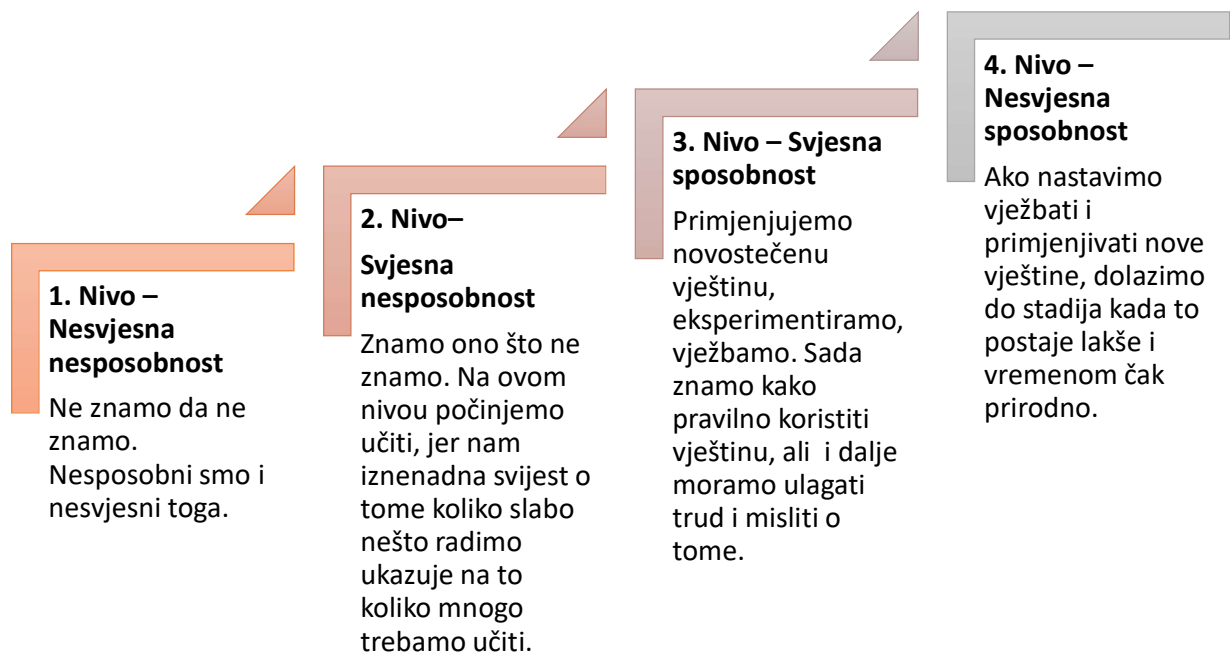 1. Nivo –
Nesvjesna
nesposobnost
Ne znamo da ne
znamo.
Nesposobni smo i
nesvjesni toga.
2. Nivo–
Svjesna
nesposobnost
Znamo ono što ne
znamo. Na ovom
nivou počinjemo
učiti, jer nam
iznenadna svijest o
tome koliko slabo
nešto radimo
ukazuje na to
koliko mnogo
trebamo učiti.
3. Nivo – Svjesna
sposobnost
Primjenjujemo
novostečenu
vještinu,
eksperimentiramo,
vježbamo. Sada
znamo kako
pravilno koristiti
vještinu, ali  i dalje
moramo ulagati
trud i misliti o
tome.
4. Nivo –
Nesvjesna
sposobnost
Ako nastavimo
vježbati i
primjenjivati nove
vještine, dolazimo
do stadija kada to
postaje lakše i
vremenom čak
prirodno.